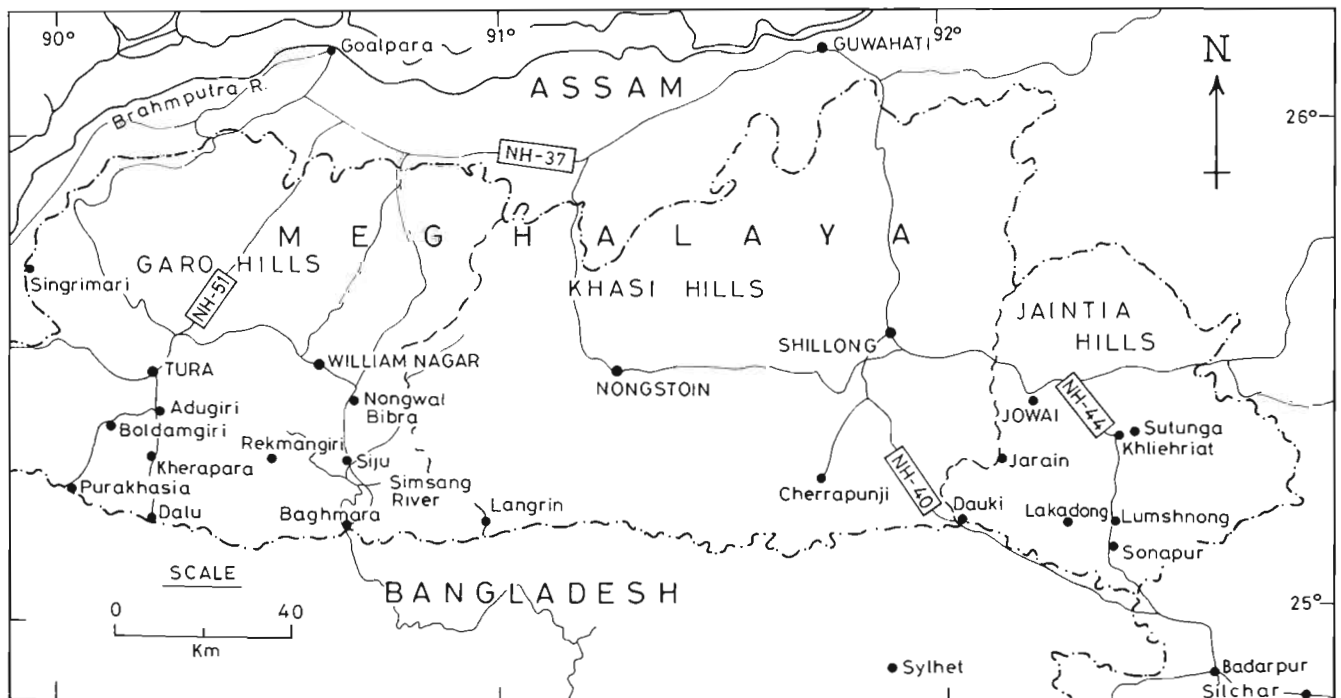 90°
91°
92°
Goalpara
GUWAHATI
N
ASSAM
Brahmputra R.
26°
NH-37
MEGHALAYA
GARO HILLS
Singrimari
NH-51
KHASI HILLS
JAINTIA
HILLS
SHILLONG
TURA
WILLIAM NAGAR
NONGSTOIN
Nongwal
Bibra
JOWAI
NH-44
Adugiri
Boldamgiri
Sutunga
Khliehriat
Rekmangiri
Kherapara
Siju
Jarain
Simsang
River
Cherrapunji
NH-40
Purakhasia
Dalu
Baghmara
Langrin
Dauki
Lakadong
Lumshnong
Sonapur
SCALE
BANGLADESH
25°
0 40
Km
Sylhet
Badarpur
Silchar